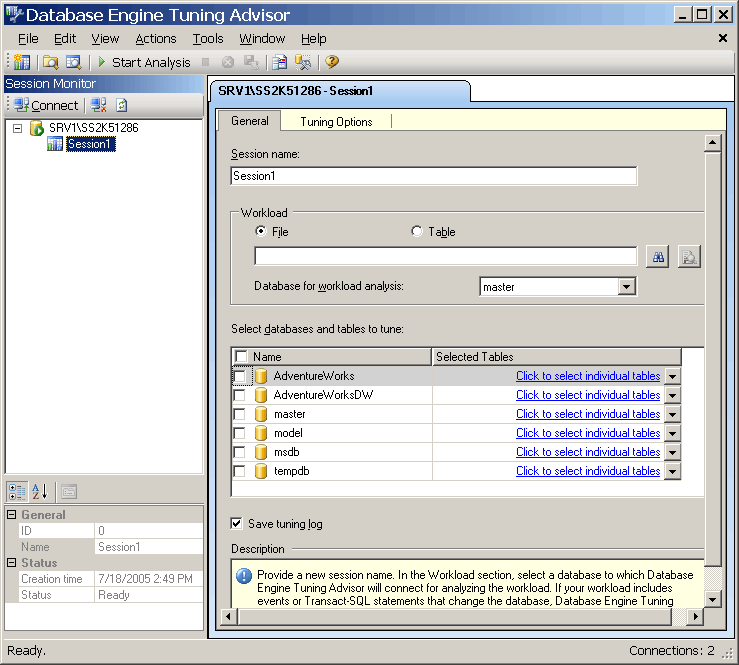 Database Engine Tuning Advisor
File Edit View Actions Tools Window Help
Start Analysis
Session Monitor
Connect
SRV1\SS2K51286
Session1
General
ID 0
Name Session1
Status
Creation time 7/18/2005 2:49 PM
Status Ready
SRV1\SS2K51286 - Session1
General Tuning Options
Session name:
Session1
Workload
File Table
Database for workload analysis: master
Select databases and tables to tune:
Name Selected Tables
AdventureWorks Click to select individual tables
AdventureWorksDW Click to select individual tables
master Click to select individual tables
model Click to select individual tables
msdb Click to select individual tables
tempdb Click to select individual tables
Save tuning log
Description
Provide a new session name. In the Workload section, select a database to which Database
Engine Tuning Advisor will connect for analyzing the workload. If your workload includes
events or Transact-SQL statements that change the database, Database Engine Tuning
Ready. Connections: 2